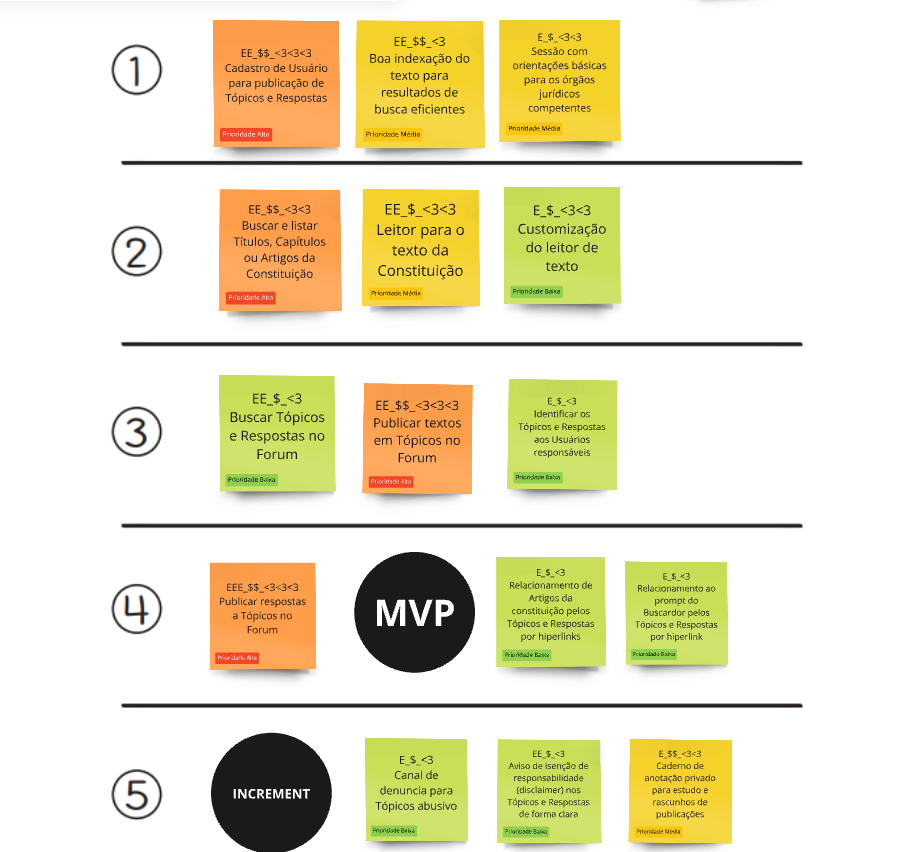 1
EE_$$_<3<3<3
Cadastro de Usuário
para publicação de
Tópicos e Respostas
Prioridade Alta
EE_$$_<3
Boa indexação do
texto para
resultados de
busca eficientes
Prioridade Média
E_$_<3<3
Sessão com
orientações básicas
para os órgãos
jurídicos
competentes
Prioridade Média
2
EE_$$_<3<3
Buscar e listar
Títulos, Capítulos
ou Artigos da
Constituição
Prioridade Alta
EE_$_<3<3
Leitor para o
texto da
Constituição
Prioridade Média
E_$_<3<3
Customização
do leitor de
texto
Prioridade Baixa
3
EE_$_<3
Buscar Tópicos
e Respostas no
Forum
Prioridade Baixa
EE_$$_<3<3<3
Publicar textos
em Tópicos no
Forum
Prioridade Alta
E_$_<3
Identificar os
Tópicos e Respostas
aos Usuários
responsáveis
Prioridade Baixa
4
EEE_$$_<3<3<3
Publicar respostas
a Tópicos no
Forum
Prioridade Alta
MVP
E_$_<3
Relacionamento de
Artigos da
constituição pelos
Tópicos e Respostas
por hiperlinks
Prioridade Baixa
E_$_<3
Relacionamento ao
prompt do
Buscardor pelos
Tópicos e Respostas
por hiperlink
Prioridade Baixa
5
INCREMENT
E_$_<3
Canal de
denuncia para
Tópicos abusivo
Prioridade Baixa
EE_$_<3
Aviso de isenção de
responsabilidade
(disclaimer) nos
Tópicos e Respostas
de forma clara
Prioridade Baixa
E_$$_<3<3
Caderno de
anotação privado
para estudo e
rascunhos de
publicações
Prioridade Média